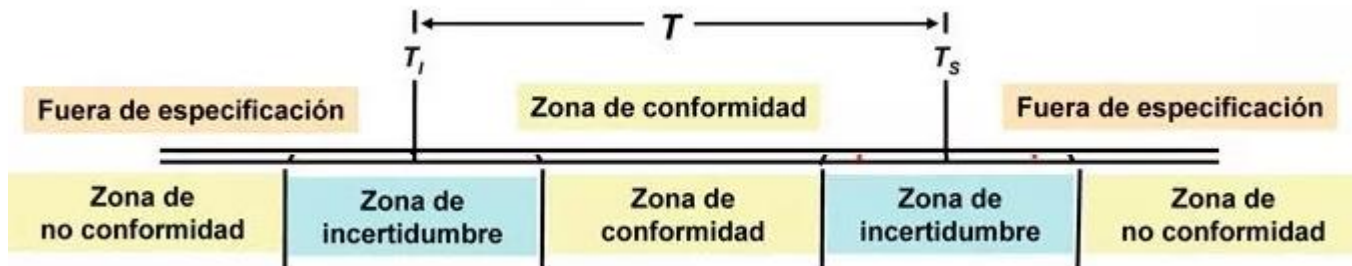 T
T_I
T_S
Fuera de especificación
Zona de conformidad
Fuera de especificación
Zona de
no conformidad
Zona de
incertidumbre
Zona de
conformidad
Zona de
incertidumbre
Zona de
no conformidad